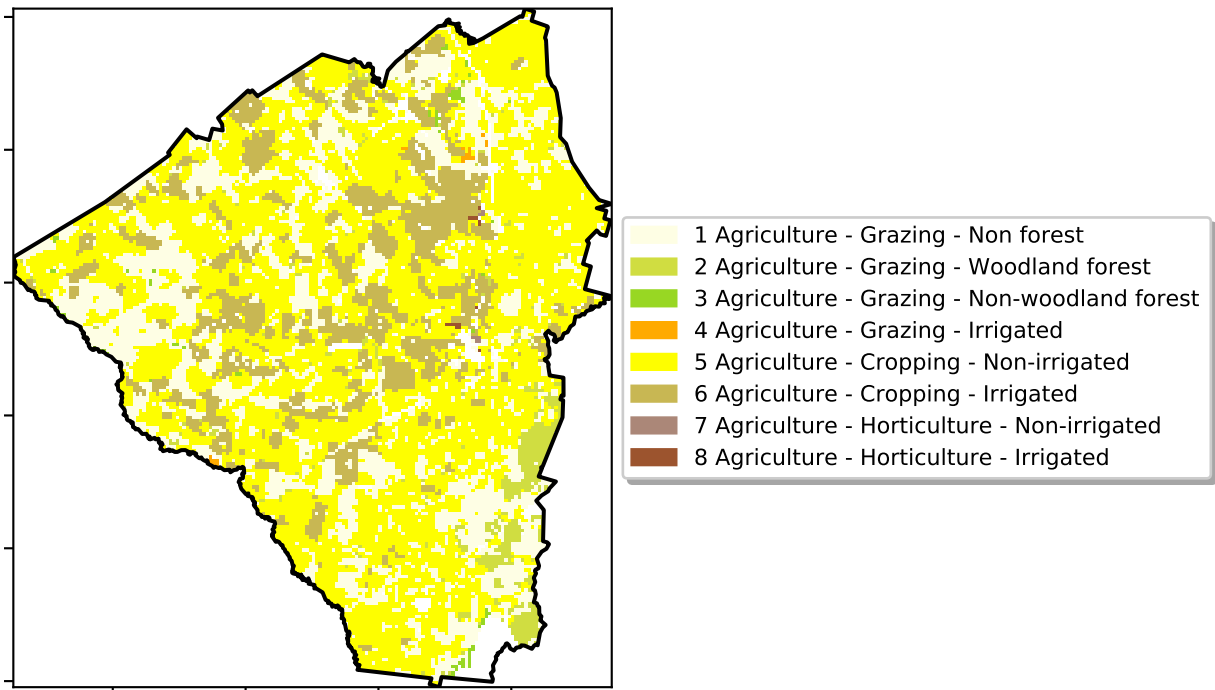 1 Agriculture - Grazing - Non forest
2 Agriculture - Grazing - Woodland forest
3 Agriculture - Grazing - Non-woodland forest
4 Agriculture - Grazing - Irrigated
5 Agriculture - Cropping - Non-irrigated
6 Agriculture - Cropping - Irrigated
7 Agriculture - Horticulture - Non-irrigated
8 Agriculture - Horticulture - Irrigated